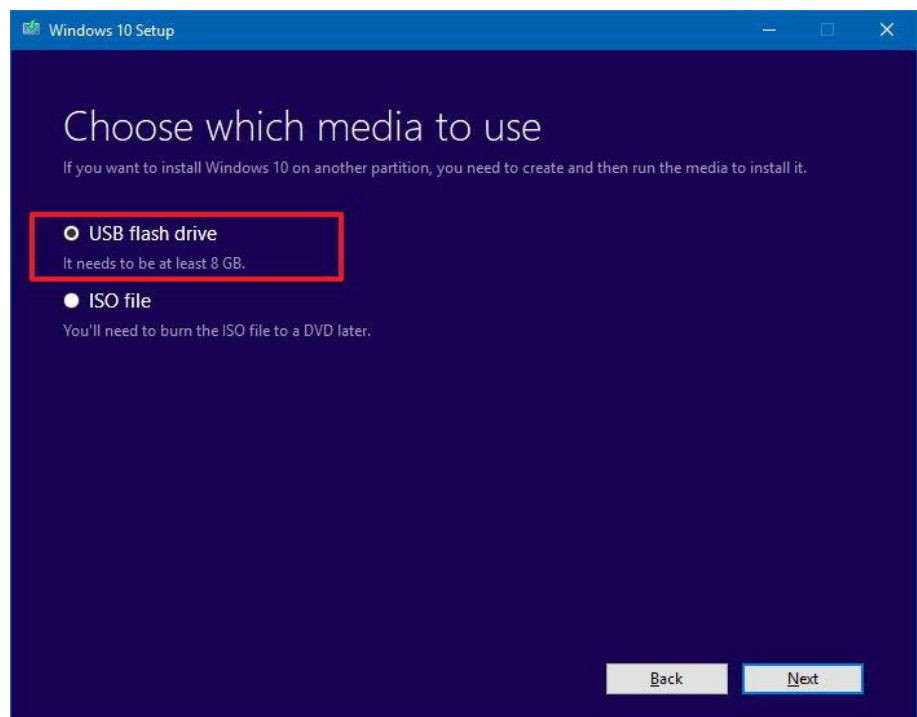 Windows 10 Setup
Choose which media to use
If you want to install Windows 10 on another partition, you need to create and then run the media to install it.
USB flash drive
It needs to be at least 8 GB.
ISO file
You'll need to burn the ISO file to a DVD later.
Back
Next